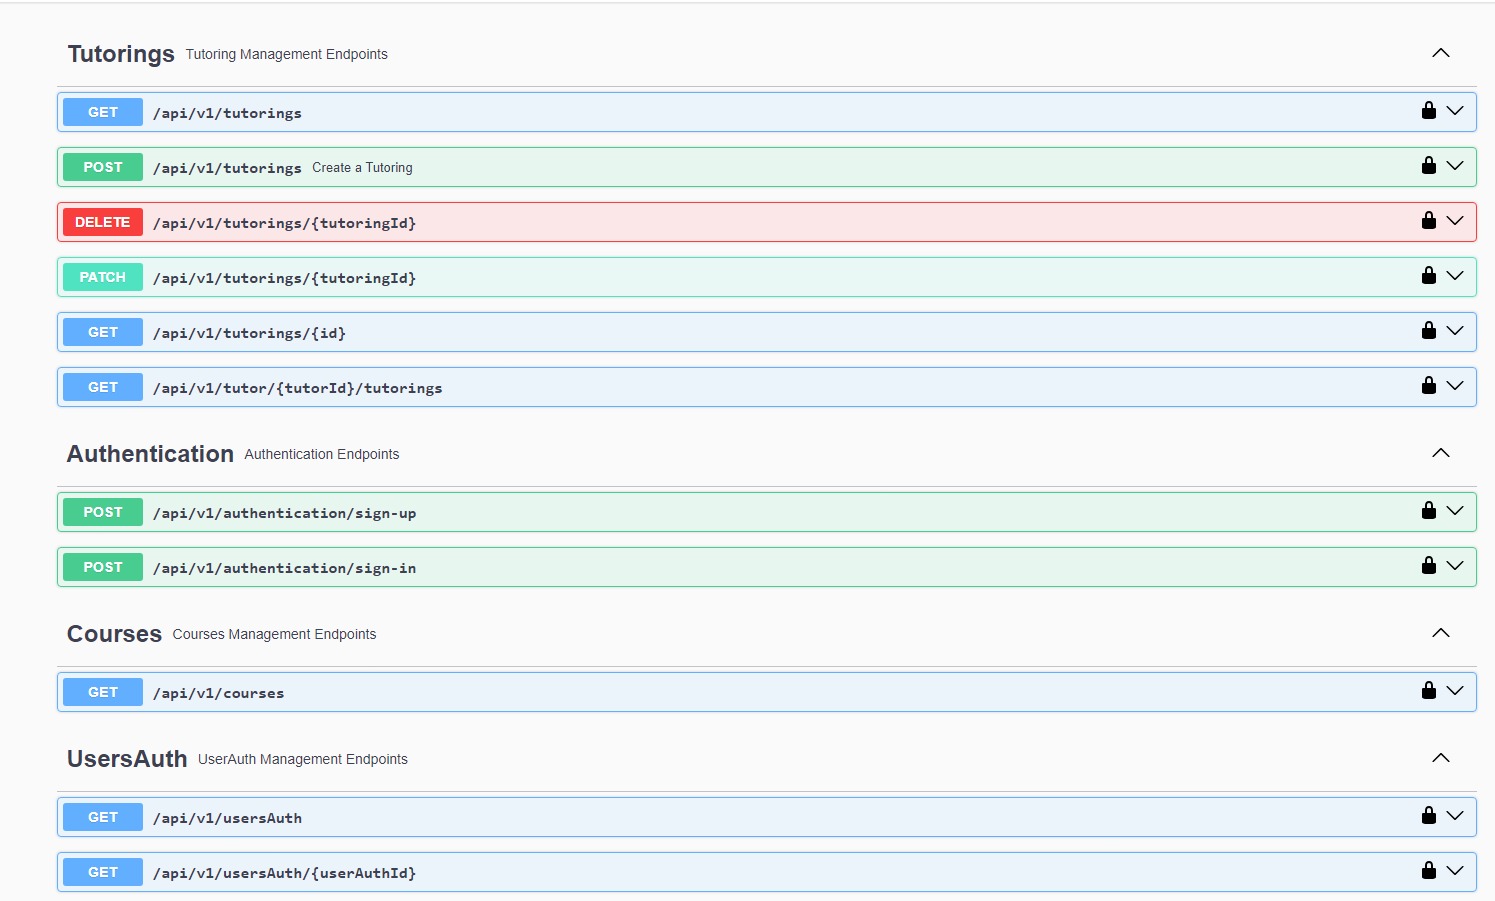 Tutorings Tutoring Management Endpoints
GET /api/v1/tutorings
POST /api/v1/tutorings Create a Tutoring
DELETE /api/v1/tutorings/{tutoringId}
PATCH /api/v1/tutorings/{tutoringId}
GET /api/v1/tutorings/{id}
GET /api/v1/tutor/{tutorId}/tutorings
Authentication Authentication Endpoints
POST /api/v1/authentication/sign-up
POST /api/v1/authentication/sign-in
Courses Courses Management Endpoints
GET /api/v1/courses
UsersAuth UserAuth Management Endpoints
GET /api/v1/usersAuth
GET /api/v1/usersAuth/{userAuthId}